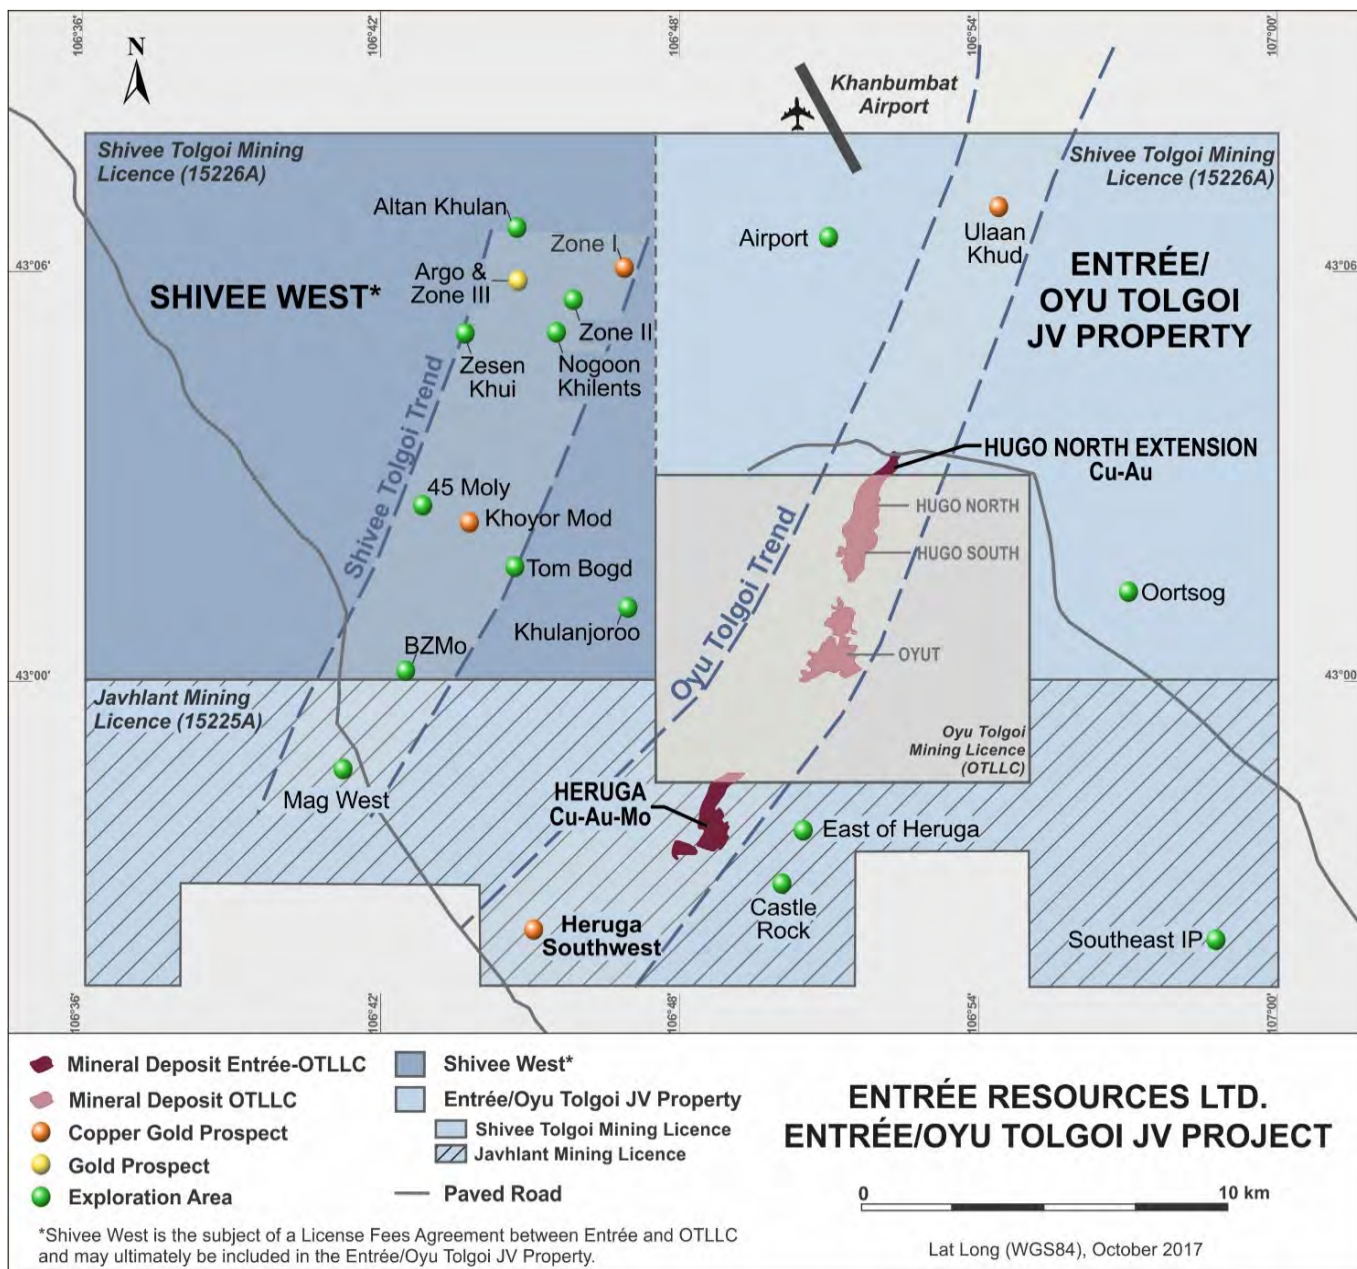 106°36'
106°42'
106°48'
106°54'
107°00'
N
Khanbumbat
Airport
Shivee Tolgoi Mining
Licence (15226A)
Shivee Tolgoi Mining
Licence (15226A)
Altan Khulan
Zone I
Airport
Ulaan
Khud
43°06'
43°06'
Argo &
Zone III
SHIVEE WEST*
ENTRÉE/
OYU TOLGOI
JV PROPERTY
Zone II
Zesen
Khui
Nogoon
Khilents
Shivee Tolgoi Trend
HUGO NORTH EXTENSION
Cu-Au
45 Moly
Khoyor Mod
HUGO NORTH
HUGO SOUTH
Oyu Tolgoi Trend
Tom Bogd
Oortsog
Khulanjoroo
BZMo
OYUT
43°00'
43°00'
Javhlant Mining
Licence (15225A)
Oyu Tolgoi
Mining Licence
(OTLLC)
Mag West
HERUGA
Cu-Au-Mo
East of Heruga
Castle
Rock
Heruga
Southwest
Southeast IP
106°36'
106°42'
106°48'
106°54'
107°00'
Mineral Deposit Entrée-OTLLC
Mineral Deposit OTLLC
Copper Gold Prospect
Gold Prospect
Exploration Area
Shivee West*
Entrée/Oyu Tolgoi JV Property
Shivee Tolgoi Mining Licence
Javhlant Mining Licence
Paved Road
*Shivee West is the subject of a License Fees Agreement between Entrée and OTLLC
and may ultimately be included in the Entrée/Oyu Tolgoi JV Property.
ENTRÉE RESOURCES LTD.
ENTRÉE/OYU TOLGOI JV PROJECT
0
10 km
Lat Long (WGS84), October 2017